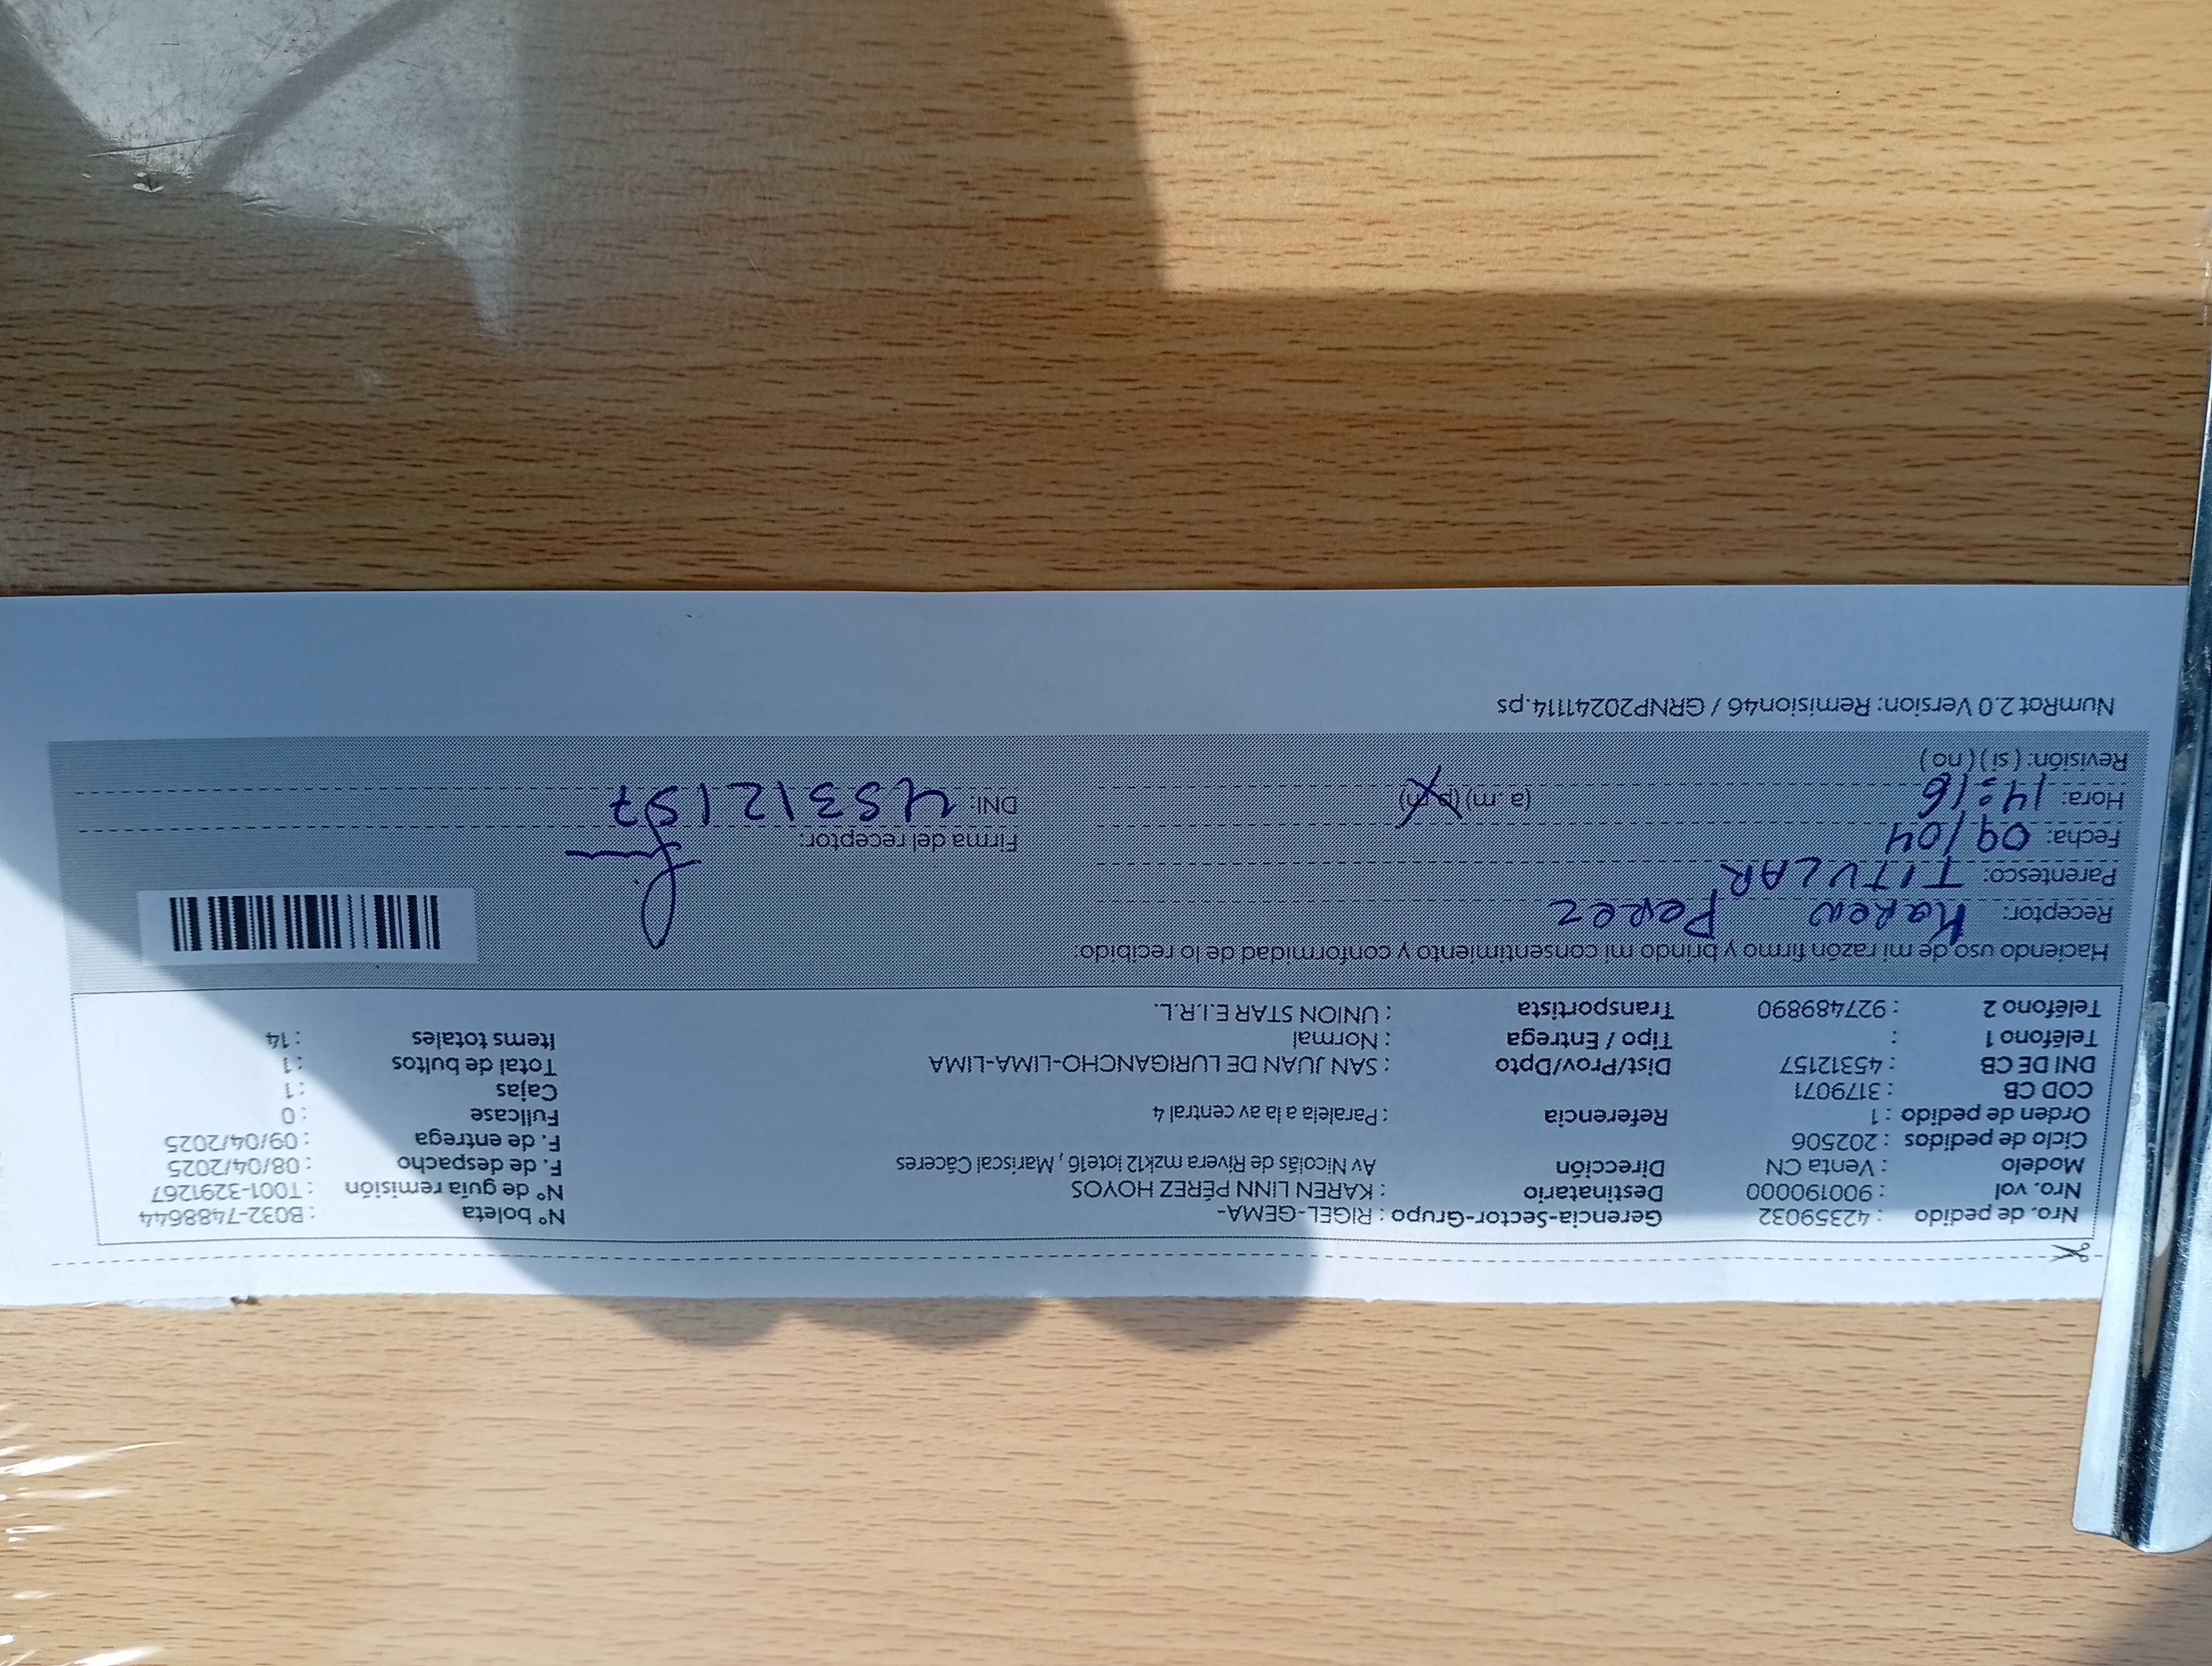 Nro. de pedido : 42359032 Gerencia-Sector-Grupo : RIGEL-GEMA- N° boleta : B032-7488644
Nro. vol : 900190000 Destinatario : KAREN LINN PÉREZ HOYOS N° de guía remisión : T001-3291267
Modelo : Venta CN Dirección Av Nicolás de Rivera mzk12 lote16 , Mariscal Cáceres F. de despacho : 08/04/2025
Ciclo de pedidos : 202506 F. de entrega : 09/04/2025
Orden de pedido : 1 Referencia : Paralela a la av central 4 Fullcase : 0
COD CB : 3179071 Cajas : 1
DNI DE CB : 45312157 Dist/Prov/Dpto : SAN JUAN DE LURIGANCHO-LIMA-LIMA Total de bultos : 1
Teléfono 1 : Tipo / Entrega : Normal Items totales : 14
Teléfono 2 : 927489890 Transportista : UNION STAR E.I.R.L.
Haciendo uso de mi razón firmo y brindo mi consentimiento y conformidad de lo recibido:
Receptor: Karen Perez
Parentesco: TITULAR
Fecha: 09/04 Firma del receptor:
Hora: 14:16 (a.m) (p.m) DNI: 45312157
Revisión: ( si ) ( no )
NumRot 2.0 Version: Remision46 / GRNP20241114.ps